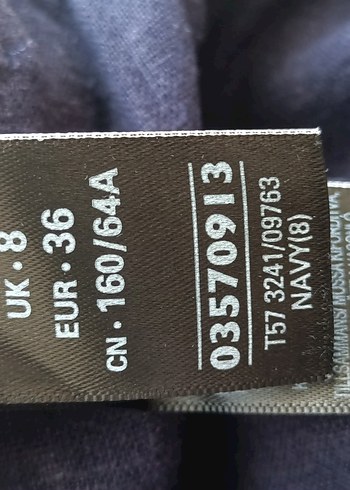 UK · 8
EUR · 36
CN · 160/64A
03570913
T57 3241/09763
NAVY(8)